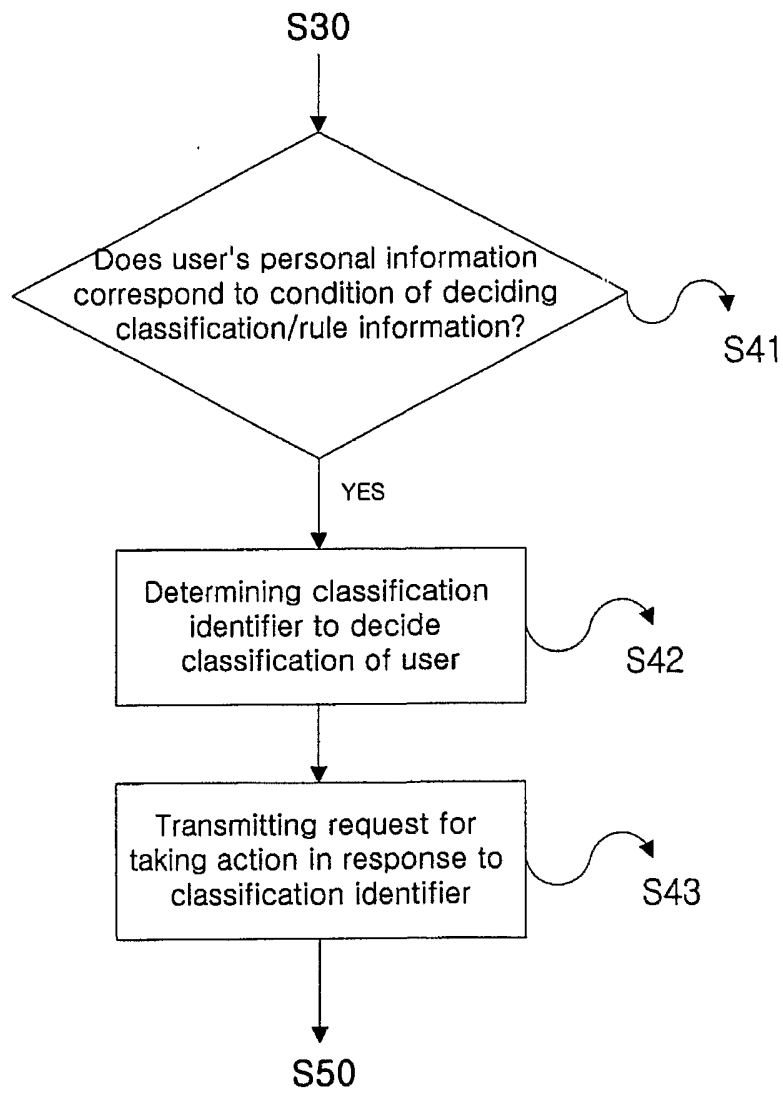 S30
Does user's personal information
correspond to condition of deciding
classification/rule information?
S41
YES
Determining classification
identifier to decide
classification of user
S42
Transmitting request for
taking action in response to
classification identifier
S43
S50